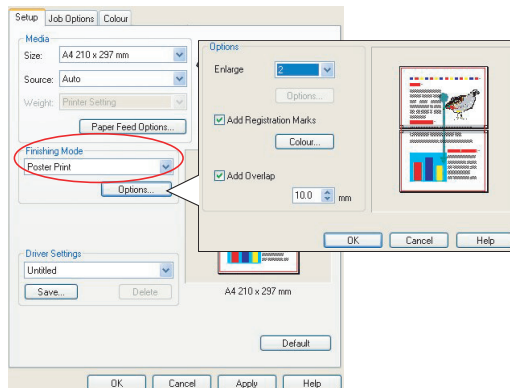 Setup Job Options Colour
Media
Size: A4 210 x 297 mm
Source: Auto
Weight: Printer Setting
Paper Feed Options...
Finishing Mode
Poster Print
Options...
Driver Settings
Untitled
Save... Delete
A4 210 x 297 mm
Default
OK Cancel Apply Help
Options
Enlarge 2
Options...
Add Registration Marks
Colour...
Add Overlap
10.0 mm
OK Cancel Help